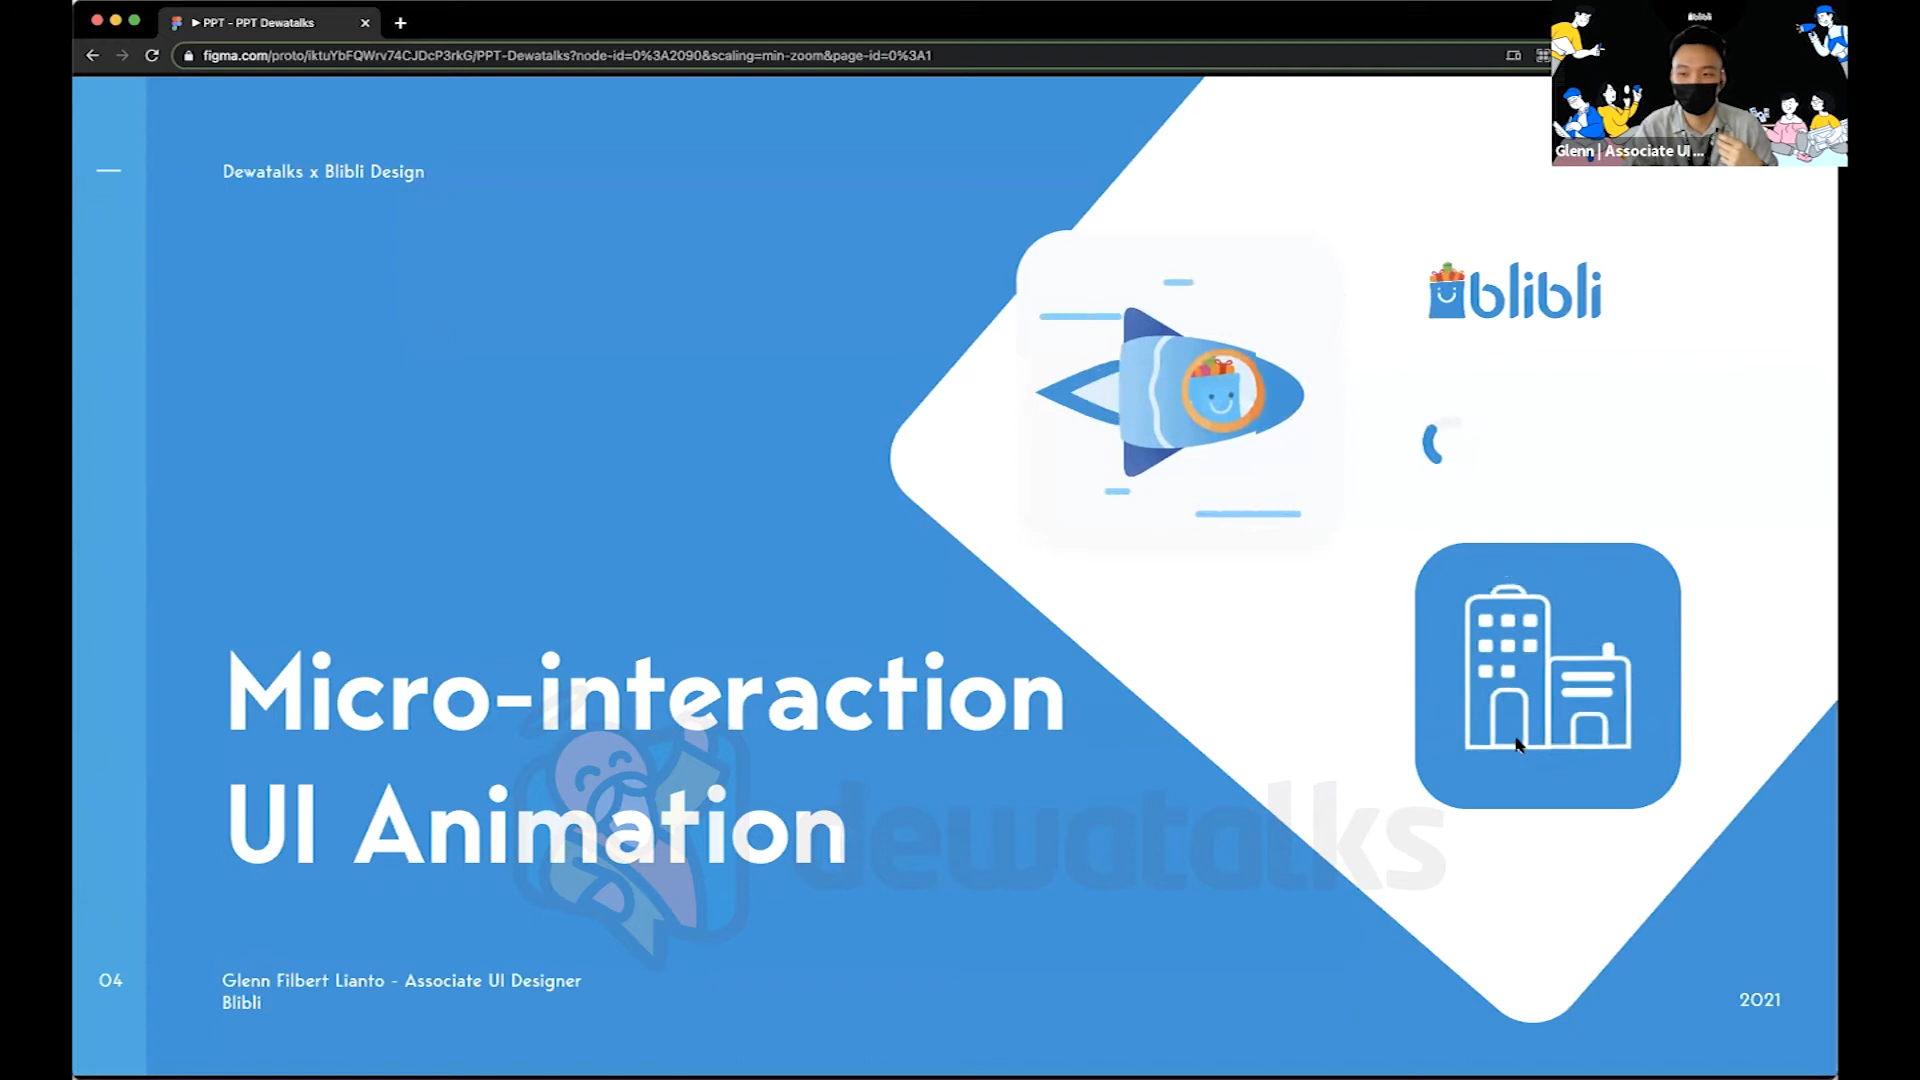 PPT - PPT Dewatalks
figma.com/proto/iktuYbFQWrv74CJDcP3rkG/PPT-Dewatalks?node-id=0%3A2090&scaling=min-zoom&page-id=0%3A1
blibli
Glenn | Associate UI ...
Dewatalks x Blibli Design
blibli
Micro-interaction
UI Animation
dewatalks
04
Glenn Filbert Lianto - Associate UI Designer
Blibli
2021